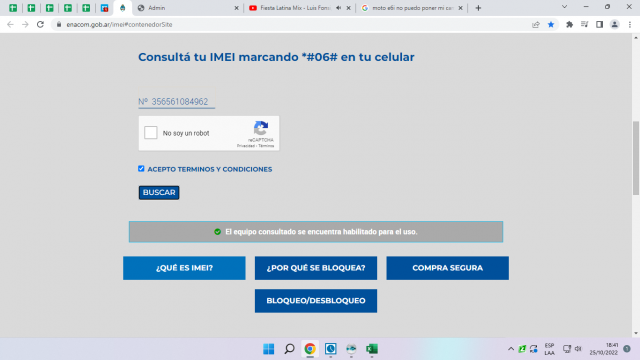 Admin
Fiesta Latina Mix - Luis Fons
moto e6i no puedo poner mi cu
enacom.gob.ar/imei#contenedorSite
Consultá tu IMEI marcando *#06# en tu celular
Nº 356561084962
No soy un robot
reCAPTCHA
Privacidad - Términos
ACEPTO TERMINOS Y CONDICIONES
BUSCAR
El equipo consultado se encuentra habilitado para el uso.
¿QUÉ ES IMEI?
¿POR QUÉ SE BLOQUEA?
COMPRA SEGURA
BLOQUEO/DESBLOQUEO
ESP
LAA
18:41
25/10/2022